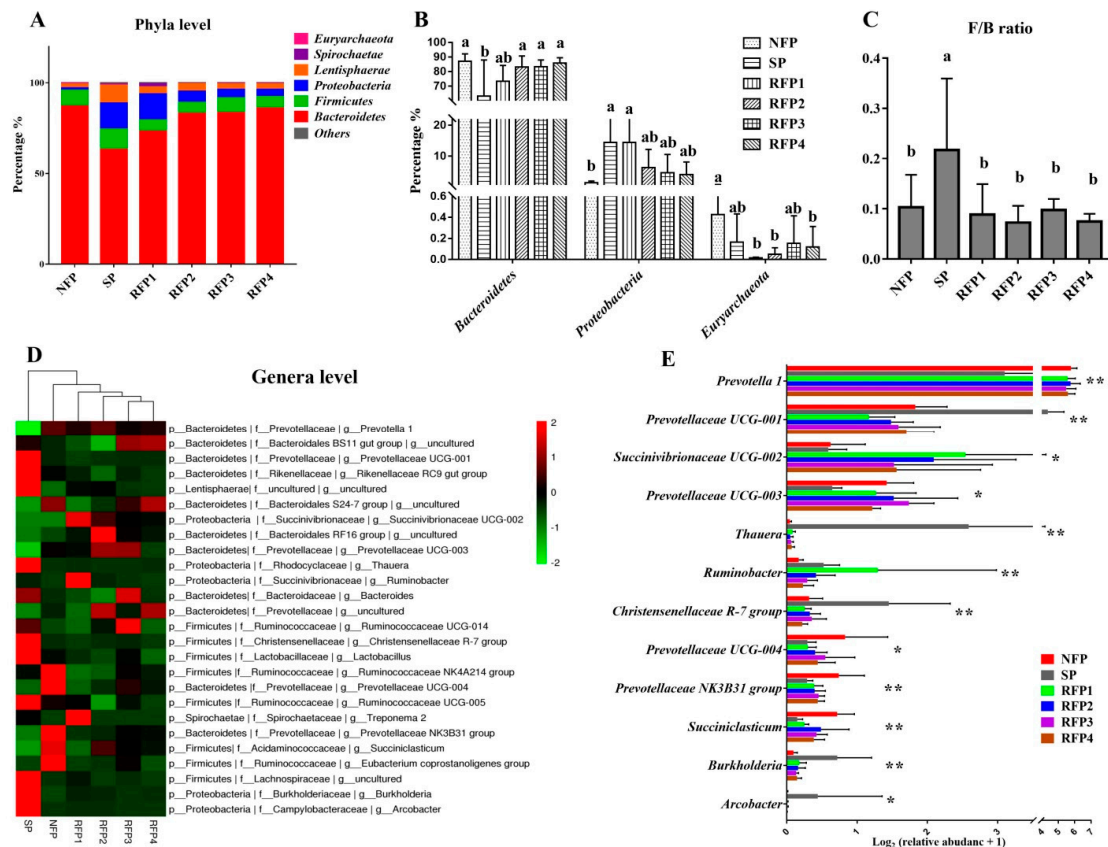 A
Phyla level
Euryarchaeota
Spirochaetae
Lentisphaerae
Proteobacteria
Firmicutes
Bacteroidetes
Others
Percentage %
100
50
0
NFP
SP
RFP1
RFP2
RFP3
RFP4
B
Percentage %
100
90
80
70
20
10
0.6
0.4
0.2
0.0
a b ab a a a
b a a ab ab ab
a ab b b ab b
Bacteroidetes
Proteobacteria
Euryarchaeota
NFP
SP
RFP1
RFP2
RFP3
RFP4
C
F/B ratio
0.4
0.3
0.2
0.1
0.0
b a b b b b
NFP
SP
RFP1
RFP2
RFP3
RFP4
D
Genera level
p__Bacteroidetes | f__Prevotellaceae | g__Prevotella 1
p__Bacteroidetes | f__Bacteroidales BS11 gut group | g__uncultured
p__Bacteroidetes | f__Prevotellaceae | g__Prevotellaceae UCG-001
p__Bacteroidetes | f__Rikenellaceae | g__Rikenellaceae RC9 gut group
p__Lentisphaerae| f__uncultured | g__uncultured
p__Bacteroidetes | f__Bacteroidales S24-7 group | g__uncultured
p__Proteobacteria | f__Succinivibrionaceae | g__Succinivibrionaceae UCG-002
p__Bacteroidetes | f__Bacteroidales RF16 group | g__uncultured
p__Bacteroidetes| f__Prevotellaceae | g__Prevotellaceae UCG-003
p__Proteobacteria | f__Rhodocyclaceae | g__Thauera
p__Proteobacteria | f__Succinivibrionaceae | g__Ruminobacter
p__Bacteroidetes | f__Bacteroidaceae | g__Bacteroides
p__Bacteroidetes| f__Prevotellaceae | g__uncultured
p__Firmicutes | f__Ruminococcaceae | g__Ruminococcaceae UCG-014
p__Firmicutes | f__Christensenellaceae | g__Christensenellaceae R-7 group
p__Firmicutes | f__Lactobacillaceae | g__Lactobacillus
p__Firmicutes |f__Ruminococcaceae | g__Ruminococcaceae NK4A214 group
p__Bacteroidetes | f__Prevotellaceae | g__Prevotellaceae UCG-004
p__Firmicutes |f__Ruminococcaceae | g__Ruminococcaceae UCG-005
p__Spirochaetae | f__Spirochaetaceae | g__Treponema 2
p__Bacteroidetes | f__Prevotellaceae | g__Prevotellaceae NK3B31 group
p__Firmicutes| f__Acidaminococcaceae | g__Succiniclasticum
p__Firmicutes | f__Ruminococcaceae | g__Eubacterium coprostanoligenes group
p__Firmicutes | f__Lachnospiraceae | g__uncultured
p__Proteobacteria | f__Burkholderiaceae | g__Burkholderia
p__Proteobacteria | f__Campylobacteraceae | g__Arcobacter
SP
NFP
RFP1
RFP2
RFP3
RFP4
2
1
0
-1
-2
E
Prevotella 1 **
Prevotellaceae UCG-001 **
Succinivibrionaceae UCG-002 *
Prevotellaceae UCG-003 *
Thauera **
Ruminobacter **
Christensenellaceae R-7 group **
Prevotellaceae UCG-004 *
Prevotellaceae NK3B31 group **
Succiniclasticum **
Burkholderia **
Arcobacter *
0 1 2 3 4 5 6 7
Log2 (relative abudanc + 1)
NFP
SP
RFP1
RFP2
RFP3
RFP4